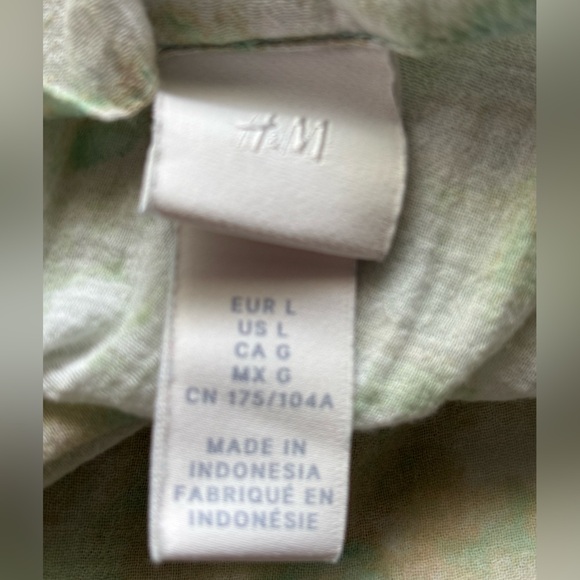 H&M
EUR L
US L
CA G
MX G
CN 175/104A
MADE IN
INDONESIA
FABRIQUÉ EN
INDONÉSIE